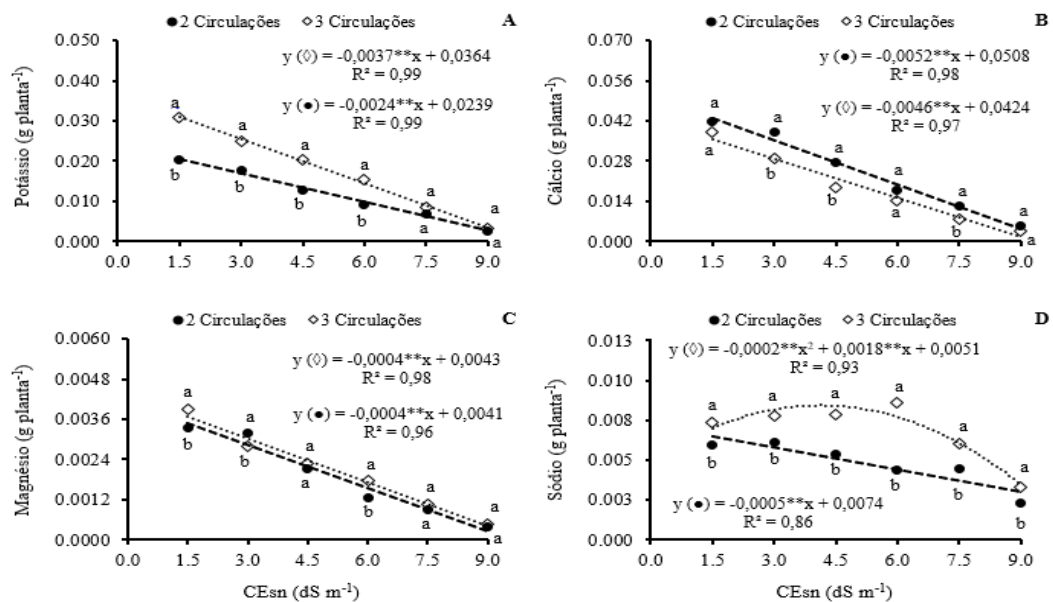 ● 2 Circulações ◇ 3 Circulações A
y (◊) = -0,0037**x + 0,0364
R² = 0,99
y (●) = -0,0024**x + 0,0239
R² = 0,99
Potássio (g planta⁻¹)
0.050
0.040
0.030
0.020
0.010
0.000
a a a a a a
b b b b a a
0.0 1.5 3.0 4.5 6.0 7.5 9.0
● 2 Circulações ◇ 3 Circulações B
y (●) = -0,0052**x + 0,0508
R² = 0,98
y (◊) = -0,0046**x + 0,0424
R² = 0,97
Cálcio (g planta⁻¹)
0.070
0.056
0.042
0.028
0.014
0.000
a a a a a a
a b b a b a
0.0 1.5 3.0 4.5 6.0 7.5 9.0
● 2 Circulações ◇ 3 Circulações C
y (◊) = -0,0004**x + 0,0043
R² = 0,98
y (●) = -0,0004**x + 0,0041
R² = 0,96
Magnésio (g planta⁻¹)
0.0060
0.0048
0.0036
0.0024
0.0012
0.0000
a a a a a a
b b a b a a
0.0 1.5 3.0 4.5 6.0 7.5 9.0
CEsn (dS m⁻¹)
● 2 Circulações ◇ 3 Circulações D
y (◊) = -0,0002**x² + 0,0018**x + 0,0051
R² = 0,93
y (●) = -0,0005**x + 0,0074
R² = 0,86
Sódio (g planta⁻¹)
0.013
0.010
0.008
0.005
0.003
0.000
a a a a a a
b b b b b b
0.0 1.5 3.0 4.5 6.0 7.5 9.0
CEsn (dS m⁻¹)